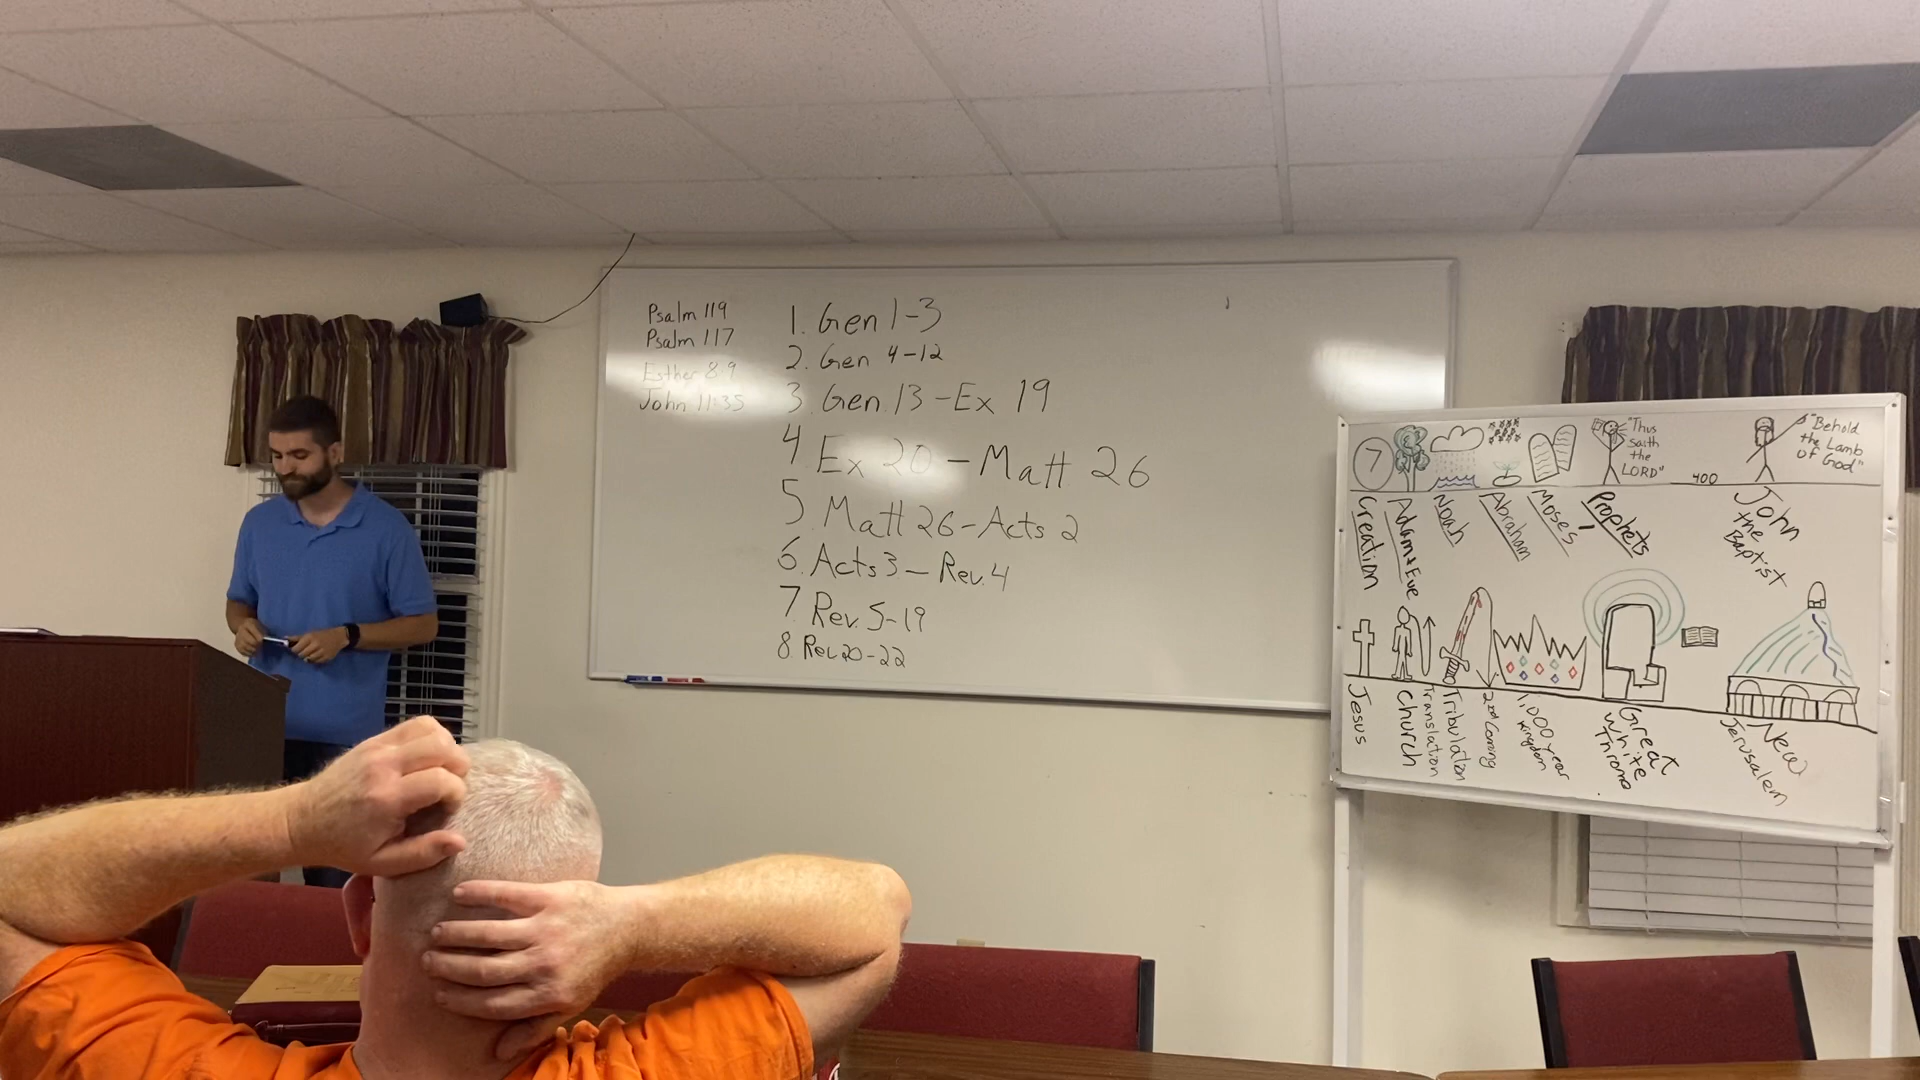 Psalm 119
Psalm 117
Esther 8:9
John 11:35
1. Gen 1-3
2. Gen 4-12
3. Gen. 13-Ex 19
4 Ex 20 - Matt 26
5. Matt 26-Acts 2
6. Acts 3 - Rev. 4
7 Rev. 5-19
8. Rev 20-22
7
"Thus
saith
the
LORD"
400
"Behold
the Lamb
of God"
Creation
Adam & Eve
Noah
Abraham
Moses
Prophets
John
the
Baptist
Jesus
Church
Translation
Tribulation
2nd Coming
1,000 year
Kingdom
Great
White
Throne
New
Jerusalem